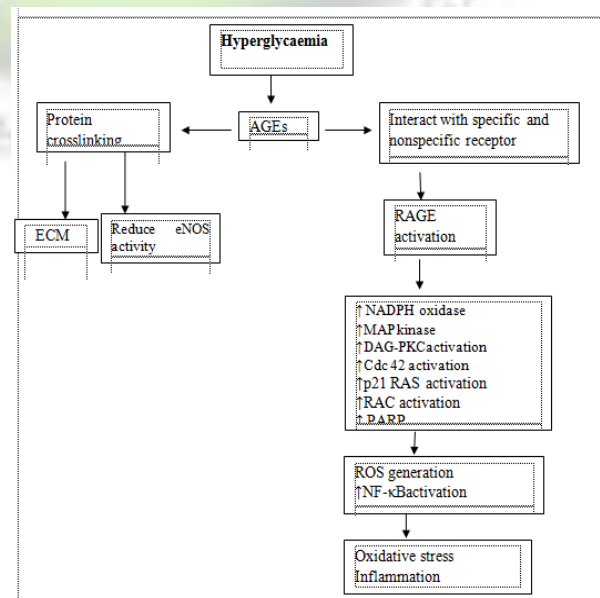 Hyperglycaemia
Protein
crosslinking
AGEs
Interact with specific and
nonspecific receptor
ECM
Reduce eNOS
activity
RAGE
activation
↑NADPH oxidase
↑MAPkinase
↑DAG-PKCactivation
↑Cdc 42 activation
↑p21 RAS activation
↑RAC activation
↑PARP
ROS generation
↑NF-κBactivation
Oxidative stress
Inflammation